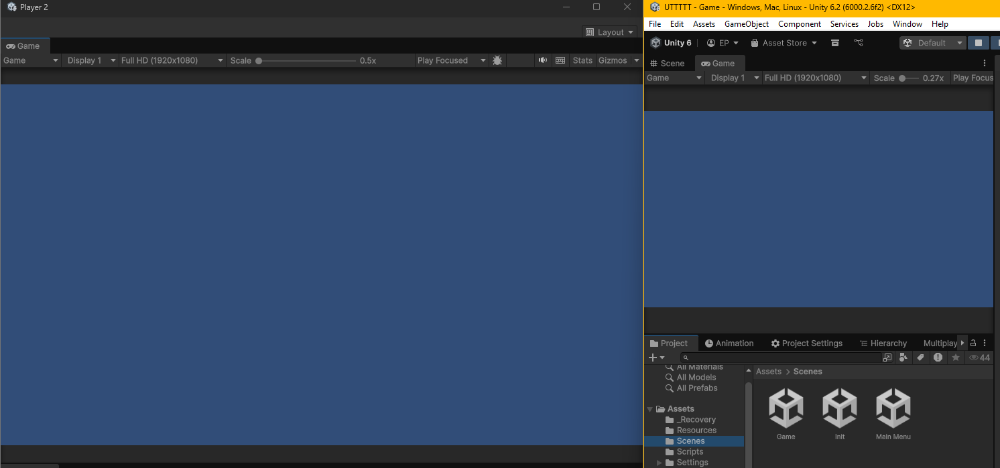 Player 2
Layout
Game
Game Display 1 Full HD (1920x1080) Scale 0.5x Play Focused Stats Gizmos
UTTTTT - Game - Windows, Mac, Linux - Unity 6.2 (6000.2.6f2) <DX12>
File Edit Assets GameObject Component Services Jobs Window Help
Unity 6 EP Asset Store Default
Scene Game
Game Display 1 Full HD (1920x1080) Scale 0.27x Play Focus
Project Animation Project Settings Hierarchy Multiplay
44
All Materials
All Models
All Prefabs
Assets
_Recovery
Resources
Scenes
Scripts
Settings
Assets > Scenes
Game Init Main Menu